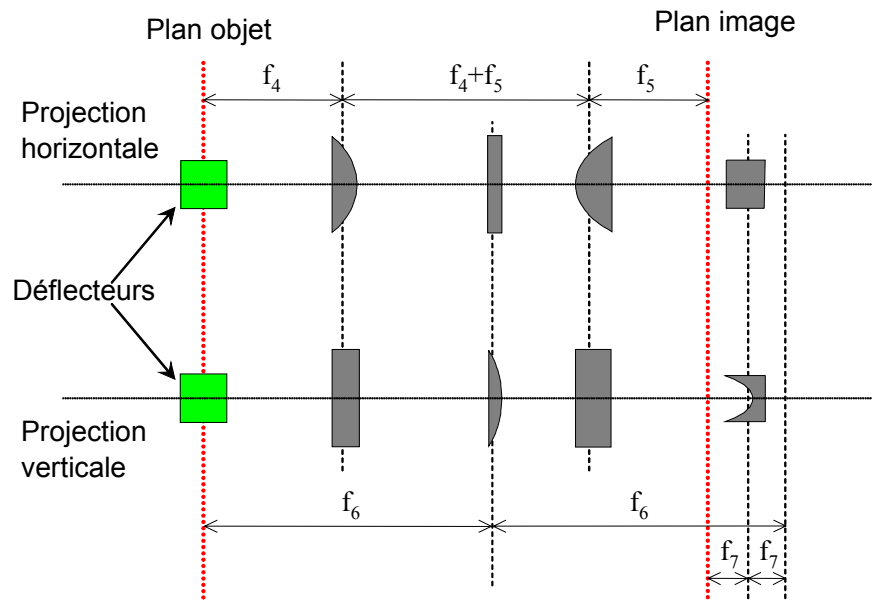 Plan objet
Plan image
f4
f4+f5
f5
Projection
horizontale
Déflecteurs
Projection
verticale
f6
f6
f7
f7